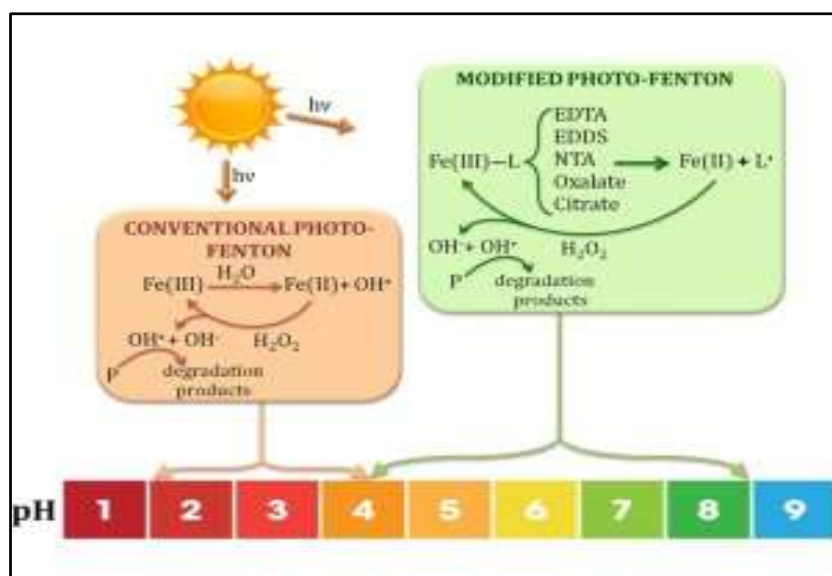 hν
hν
MODIFIED PHOTO-FENTON
EDTA
EDDS
Fe(III)—L NTA Fe(II) + L•
Oxalate
Citrate
OH⁻+ OH• H₂O₂
P degradation
products
CONVENTIONAL PHOTO-
FENTON
Fe(III) H₂O Fe(II)+ OH•
OH•+ OH⁻ H₂O₂
P degradation
products
pH 1 2 3 4 5 6 7 8 9